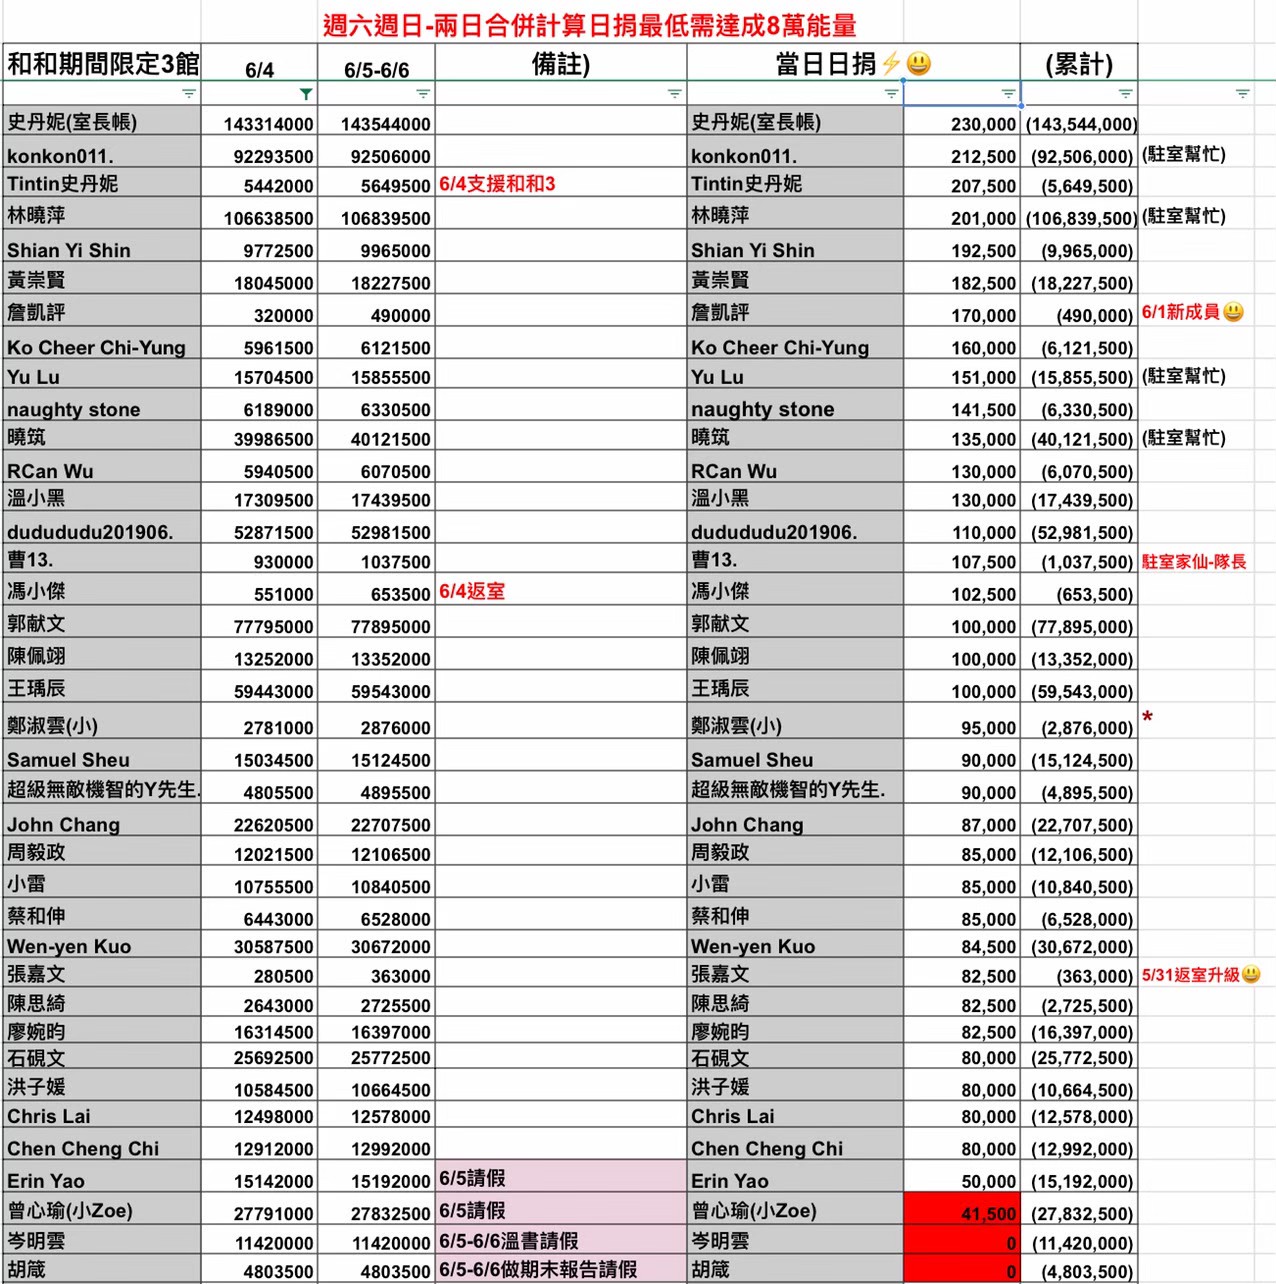 週六週日-兩日合併計算日捐最低需達成8萬能量
和和期間限定3館 6/4 6/5-6/6 備註) 當日日捐⚡😃 (累計)
史丹妮(室長帳) 143314000 143544000 史丹妮(室長帳) 230,000 (143,544,000)
konkon011. 92293500 92506000 konkon011. 212,500 (92,506,000) (駐室幫忙)
Tintin史丹妮 5442000 5649500 6/4支援和和3 Tintin史丹妮 207,500 (5,649,500)
林曉萍 106638500 106839500 林曉萍 201,000 (106,839,500) (駐室幫忙)
Shian Yi Shin 9772500 9965000 Shian Yi Shin 192,500 (9,965,000)
黃崇賢 18045000 18227500 黃崇賢 182,500 (18,227,500)
詹凱評 320000 490000 詹凱評 170,000 (490,000) 6/1新成員😃
Ko Cheer Chi-Yung 5961500 6121500 Ko Cheer Chi-Yung 160,000 (6,121,500)
Yu Lu 15704500 15855500 Yu Lu 151,000 (15,855,500) (駐室幫忙)
naughty stone 6189000 6330500 naughty stone 141,500 (6,330,500)
曉筑 39986500 40121500 曉筑 135,000 (40,121,500) (駐室幫忙)
RCan Wu 5940500 6070500 RCan Wu 130,000 (6,070,500)
溫小黑 17309500 17439500 溫小黑 130,000 (17,439,500)
dudududu201906. 52871500 52981500 dudududu201906. 110,000 (52,981,500)
曹13. 930000 1037500 曹13. 107,500 (1,037,500) 駐室家仙-隊長
馮小傑 551000 653500 6/4返室 馮小傑 102,500 (653,500)
郭献文 77795000 77895000 郭献文 100,000 (77,895,000)
陳佩翊 13252000 13352000 陳佩翊 100,000 (13,352,000)
王瑀辰 59443000 59543000 王瑀辰 100,000 (59,543,000)
鄭淑雲(小) 2781000 2876000 鄭淑雲(小) 95,000 (2,876,000) *
Samuel Sheu 15034500 15124500 Samuel Sheu 90,000 (15,124,500)
超級無敵機智的Y先生. 4805500 4895500 超級無敵機智的Y先生. 90,000 (4,895,500)
John Chang 22620500 22707500 John Chang 87,000 (22,707,500)
周毅政 12021500 12106500 周毅政 85,000 (12,106,500)
小雷 10755500 10840500 小雷 85,000 (10,840,500)
蔡和伸 6443000 6528000 蔡和伸 85,000 (6,528,000)
Wen-yen Kuo 30587500 30672000 Wen-yen Kuo 84,500 (30,672,000)
張嘉文 280500 363000 張嘉文 82,500 (363,000) 5/31返室升級😃
陳思綺 2643000 2725500 陳思綺 82,500 (2,725,500)
廖婉昀 16314500 16397000 廖婉昀 82,500 (16,397,000)
石硯文 25692500 25772500 石硯文 80,000 (25,772,500)
洪子媛 10584500 10664500 洪子媛 80,000 (10,664,500)
Chris Lai 12498000 12578000 Chris Lai 80,000 (12,578,000)
Chen Cheng Chi 12912000 12992000 Chen Cheng Chi 80,000 (12,992,000)
Erin Yao 15142000 15192000 6/5請假 Erin Yao 50,000 (15,192,000)
曾心瑜(小Zoe) 27791000 27832500 6/5請假 曾心瑜(小Zoe) 41,500 (27,832,500)
岑明雲 11420000 11420000 6/5-6/6溫書請假 岑明雲 0 (11,420,000)
胡箴 4803500 4803500 6/5-6/6做期末報告請假 胡箴 0 (4,803,500)